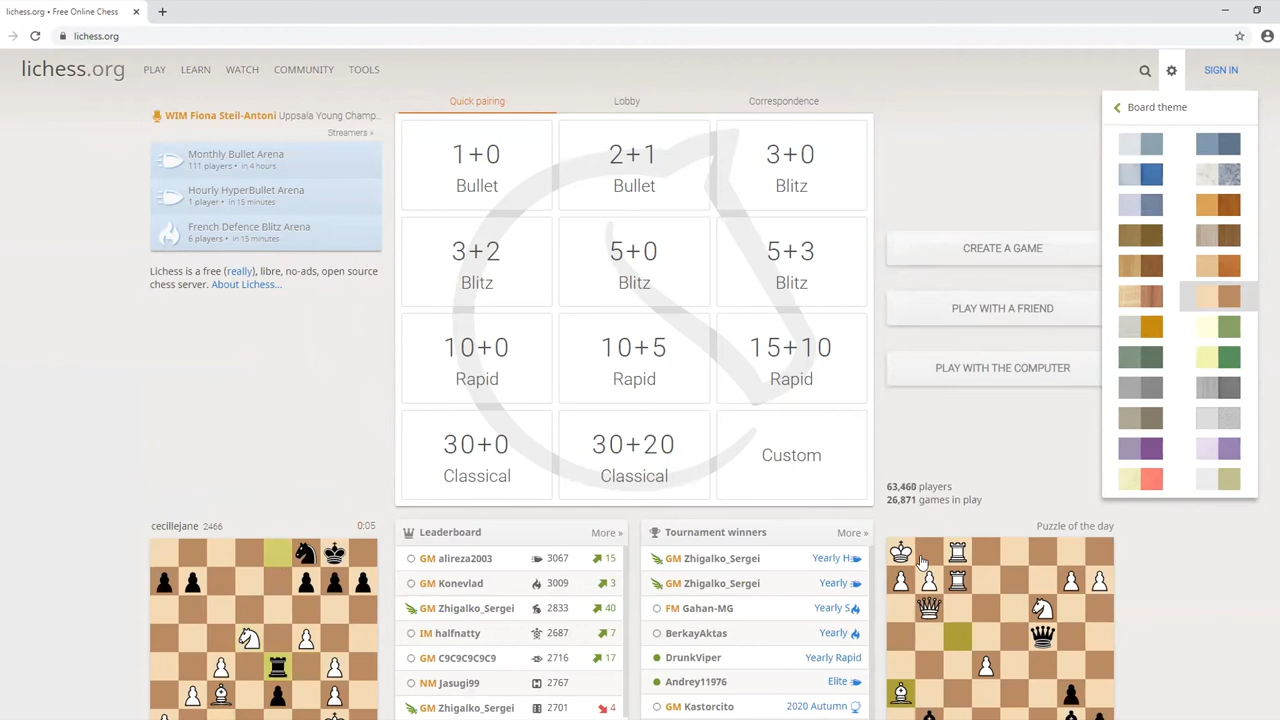 lichess.org • Free Online Chess
lichess.org
lichess.org PLAY LEARN WATCH COMMUNITY TOOLS SIGN IN
WIM Fiona Steil-Antoni Uppsala Young Champ...
Streamers »
Monthly Bullet Arena
111 players • in 4 hours
Hourly HyperBullet Arena
1 player • in 15 minutes
French Defence Blitz Arena
6 players • in 15 minutes
Lichess is a free (really), libre, no-ads, open source
chess server. About Lichess...
Quick pairing Lobby Correspondence
1+0 2+1 3+0
Bullet Bullet Blitz
3+2 5+0 5+3
Blitz Blitz Blitz
10+0 10+5 15+10
Rapid Rapid Rapid
30+0 30+20 Custom
Classical Classical
CREATE A GAME
PLAY WITH A FRIEND
PLAY WITH THE COMPUTER
63,460 players
26,871 games in play
Board theme
cecillejane 2466 0:05
Leaderboard More »
GM alireza2003 3067 15
GM Konevlad 3009 3
GM Zhigalko_Sergei 2833 40
IM halfnatty 2687 7
GM C9C9C9C9C9 2716 17
NM Jasugi99 2767
GM Zhigalko_Sergei 2701 4
Tournament winners More »
GM Zhigalko_Sergei Yearly H
GM Zhigalko_Sergei Yearly
FM Gahan-MG Yearly S
BerkayAktas Yearly
DrunkViper Yearly Rapid
Andrey11976 Elite
GM Kastorcito 2020 Autumn
Puzzle of the day